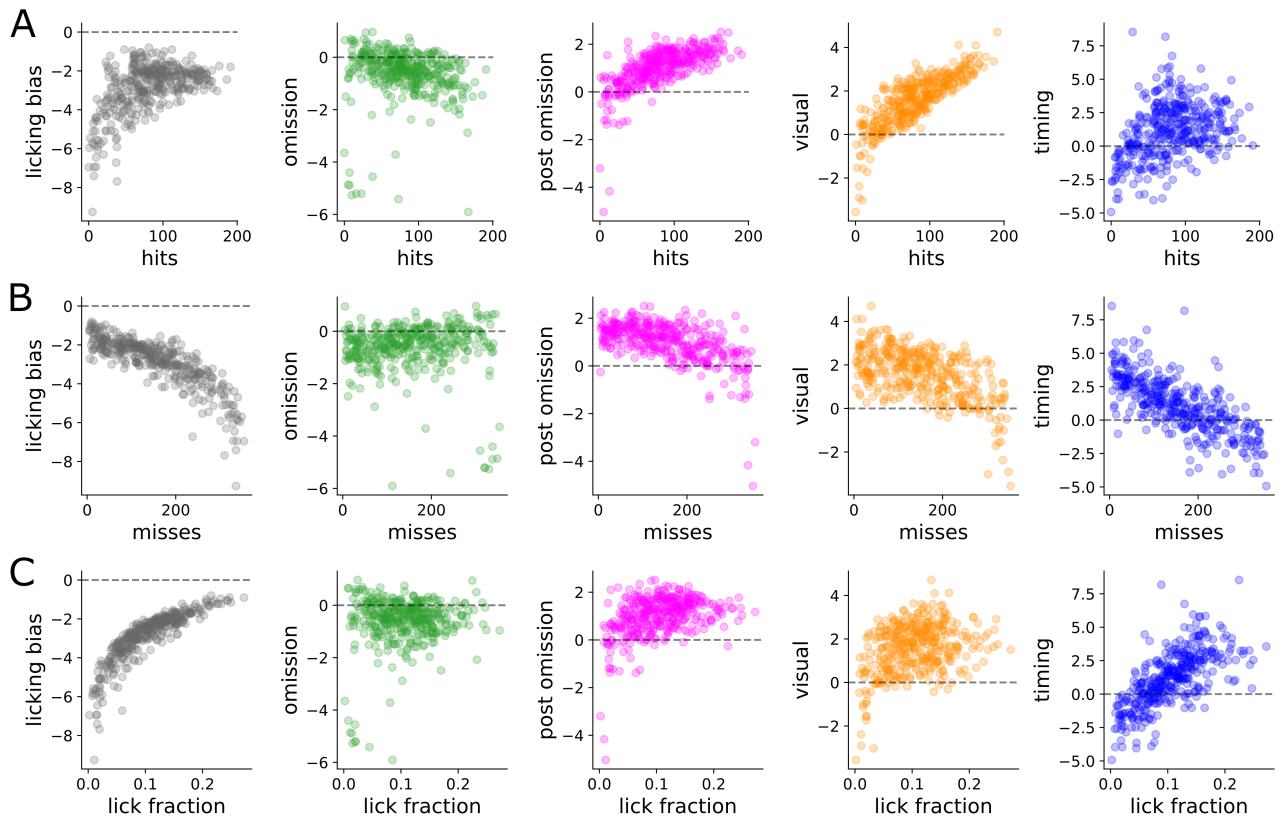 A
0
−2
−4
−6
−8
licking bias
0 100 200
hits
0
−2
−4
−6
omission
0 100 200
hits
2
0
−2
−4
post omission
0 100 200
hits
4
2
0
−2
visual
0 100 200
hits
7.5
5.0
2.5
0.0
−2.5
−5.0
timing
0 100 200
hits
B
0
−2
−4
−6
−8
licking bias
0 200
misses
0
−2
−4
−6
omission
0 200
misses
2
0
−2
−4
post omission
0 200
misses
4
2
0
−2
visual
0 200
misses
7.5
5.0
2.5
0.0
−2.5
−5.0
timing
0 200
misses
C
0
−2
−4
−6
−8
licking bias
0.0 0.1 0.2
lick fraction
0
−2
−4
−6
omission
0.0 0.1 0.2
lick fraction
2
0
−2
−4
post omission
0.0 0.1 0.2
lick fraction
4
2
0
−2
visual
0.0 0.1 0.2
lick fraction
7.5
5.0
2.5
0.0
−2.5
−5.0
timing
0.0 0.1 0.2
lick fraction